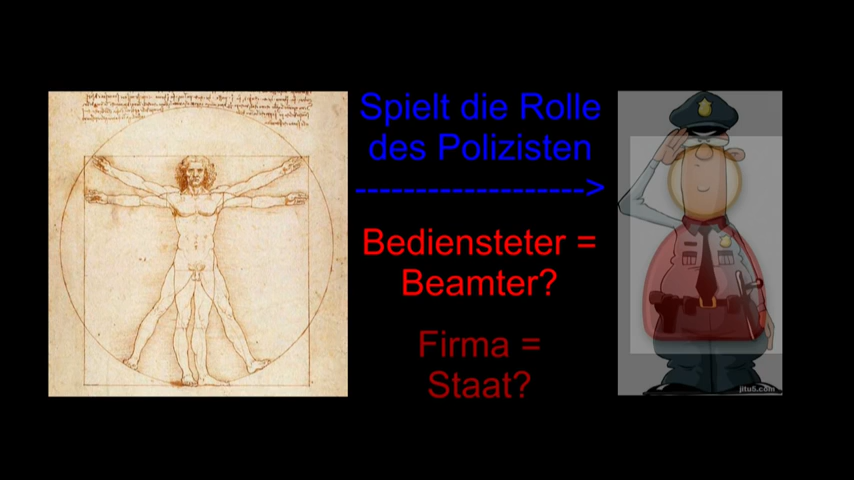 Spielt die Rolle
des Polizisten
------------------->
Bediensteter =
Beamter?
Firma =
Staat?
jitu5.com